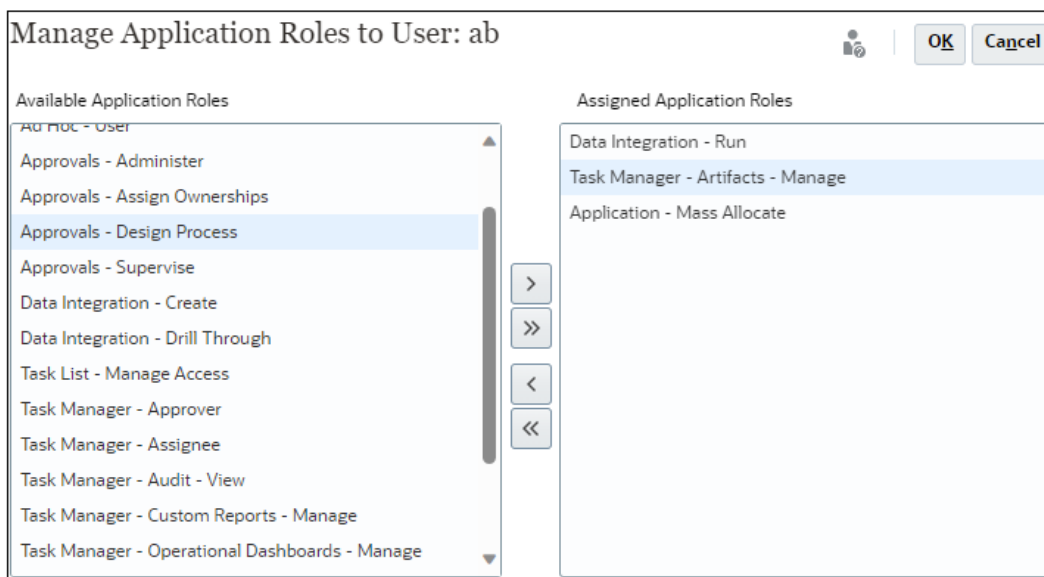 Manage Application Roles to User: ab
OK
Cancel
Available Application Roles
Ad Hoc - User
Approvals - Administer
Approvals - Assign Ownerships
Approvals - Design Process
Approvals - Supervise
Data Integration - Create
Data Integration - Drill Through
Task List - Manage Access
Task Manager - Approver
Task Manager - Assignee
Task Manager - Audit - View
Task Manager - Custom Reports - Manage
Task Manager - Operational Dashboards - Manage
Assigned Application Roles
Data Integration - Run
Task Manager - Artifacts - Manage
Application - Mass Allocate